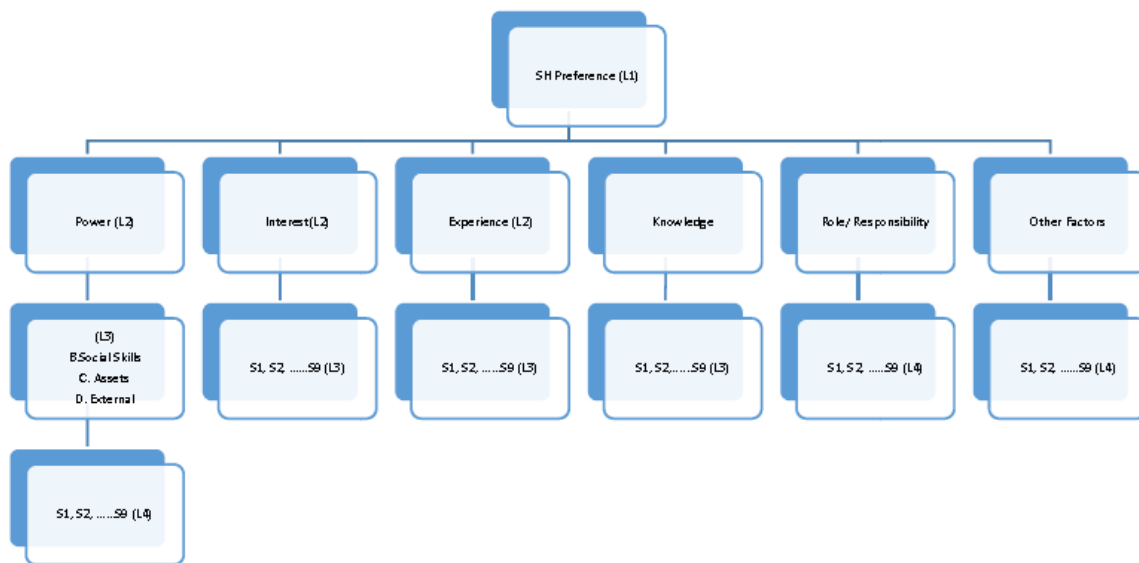 SH Preference (L1)
Power (L2)
Interest(L2)
Experience (L2)
Knowledge
Role/ Responsibility
Other Factors
(L3)
B.Social Skills
C. Assets
D. External
S1, S2, ......S9 (L3)
S1, S2, ......S9 (L3)
S1, S2,......S9 (L3)
S1, S2, .....S9 (L4)
S1, S2, .....S9 (L4)
S1, S2, .....S9 (L4)